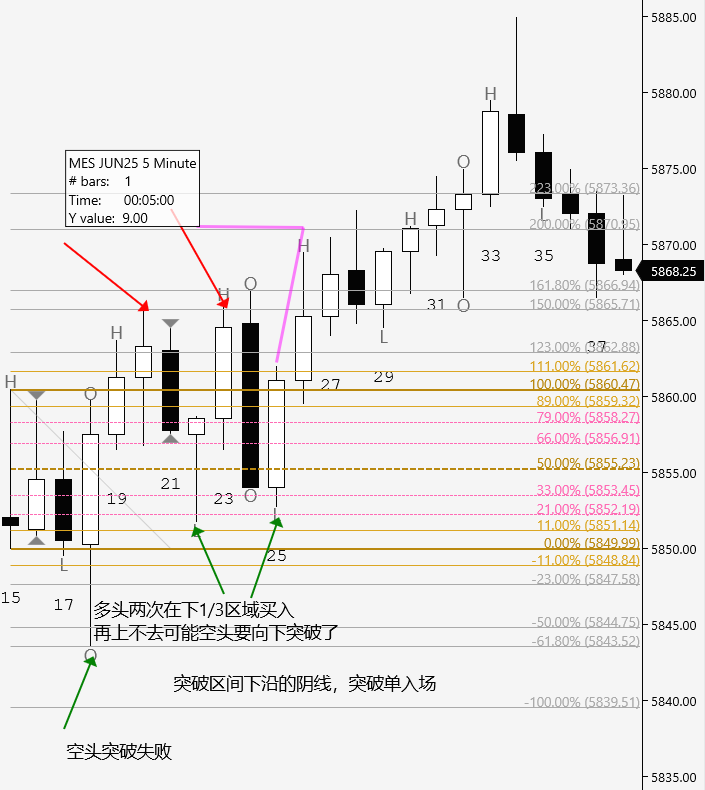 5885.00
5880.00
5875.00
5870.00
5868.25
5865.00
5860.00
5855.00
5850.00
5845.00
5840.00
5835.00
MES JUN25 5 Minute
# bars: 1
Time: 00:05:00
Y value: 9.00
223.00% (5873.36)
200.00% (5870.95)
161.80% (5866.94)
150.00% (5865.71)
123.00% (5862.88)
111.00% (5861.62)
100.00% (5860.47)
89.00% (5859.32)
79.00% (5858.27)
66.00% (5856.91)
50.00% (5855.23)
33.00% (5853.45)
21.00% (5852.19)
11.00% (5851.14)
0.00% (5849.99)
-11.00% (5848.84)
-23.00% (5847.58)
-50.00% (5844.75)
-61.80% (5843.52)
-100.00% (5839.51)
H
L
O
O
H
H
O
O
H
L
H
O
O
H
L
15
17
19
21
23
25
27
29
31
33
35
37
多头两次在下1/3区域买入
再上不去可能空头要向下突破了
突破区间下沿的阴线，突破单入场
空头突破失败